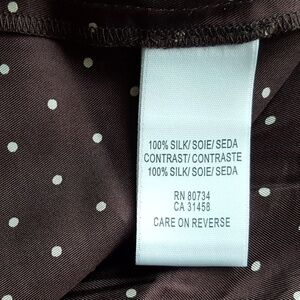 100% SILK/ SOIE/ SEDA
CONTRAST/ CONTRASTE
100% SILK/ SOIE/ SEDA
RN 80734
CA 31458
CARE ON REVERSE